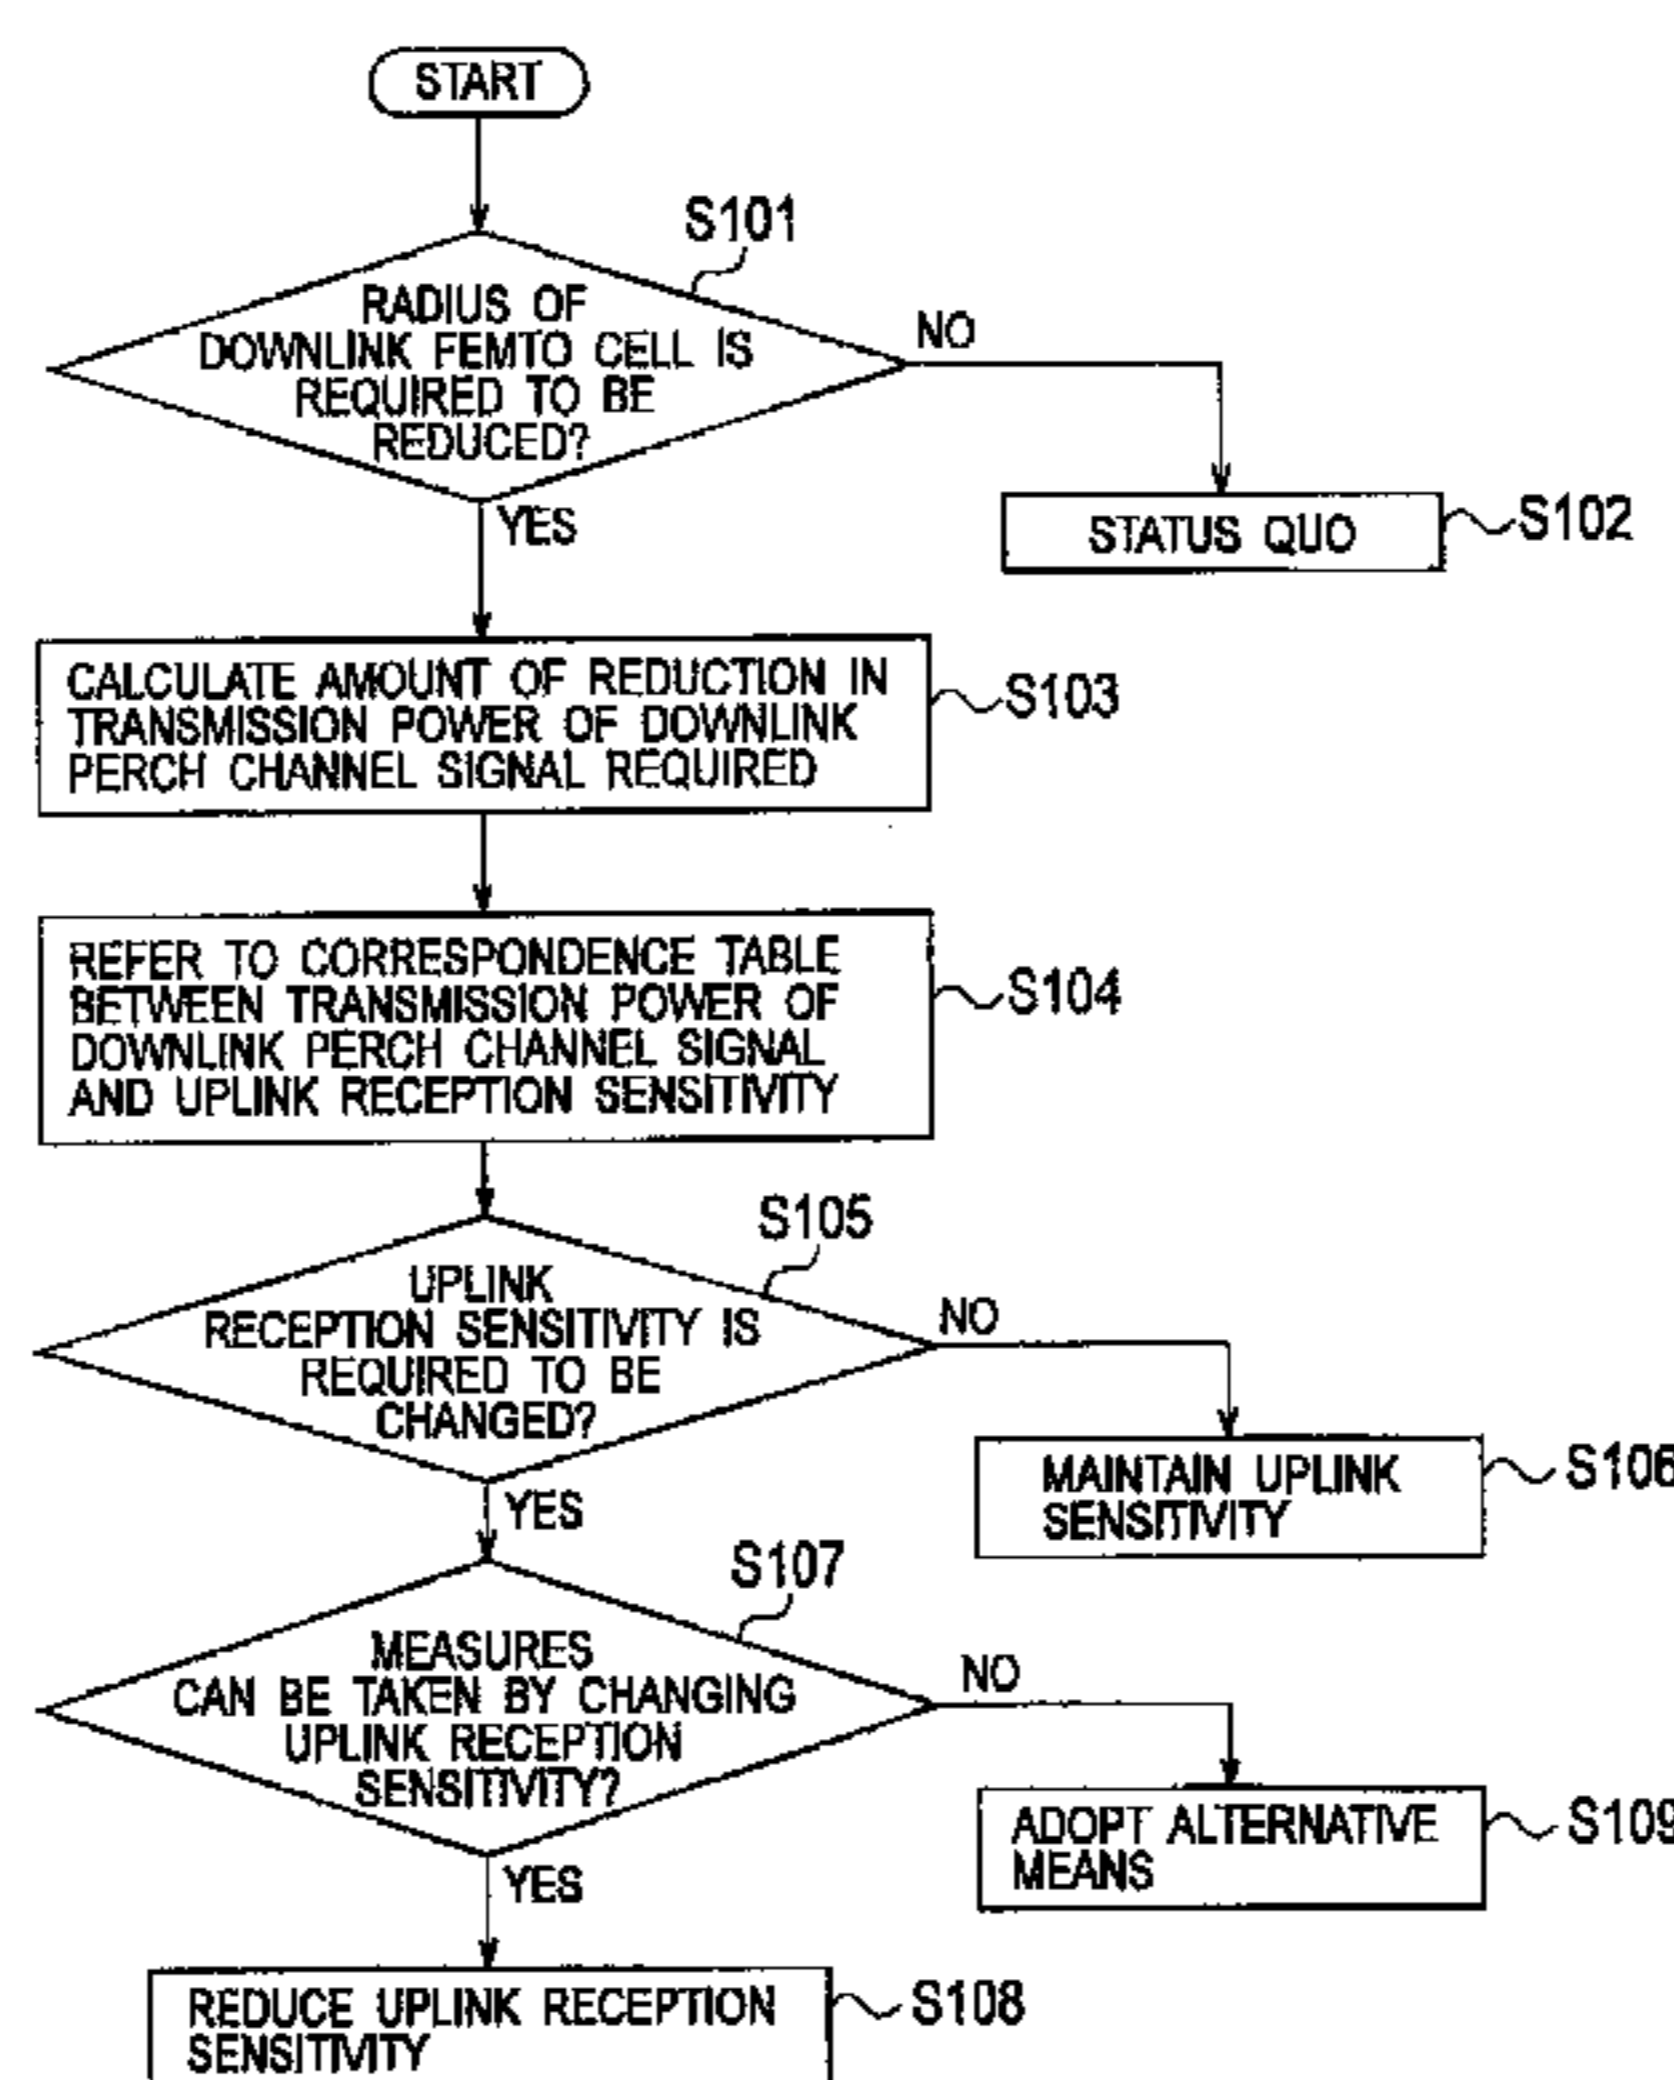 START
S101
RADIUS OF
DOWNLINK FEMTO CELL IS
REQUIRED TO BE
REDUCED?
NO
YES
STATUS QUO
S102
CALCULATE AMOUNT OF REDUCTION IN
TRANSMISSION POWER OF DOWNLINK
PERCH CHANNEL SIGNAL REQUIRED
S103
REFER TO CORRESPONDENCE TABLE
BETWEEN TRANSMISSION POWER OF
DOWNLINK PERCH CHANNEL SIGNAL
AND UPLINK RECEPTION SENSITIVITY
S104
S105
UPLINK
RECEPTION SENSITIVITY IS
REQUIRED TO BE
CHANGED?
NO
YES
MAINTAIN UPLINK
SENSITIVITY
S106
S107
MEASURES
CAN BE TAKEN BY CHANGING
UPLINK RECEPTION
SENSITIVITY?
NO
YES
ADOPT ALTERNATIVE
MEANS
S109
REDUCE UPLINK RECEPTION
SENSITIVITY
S108